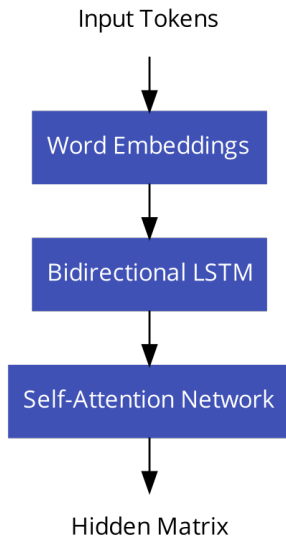 Input Tokens
Word Embeddings
Bidirectional LSTM
Self-Attention Network
Hidden Matrix